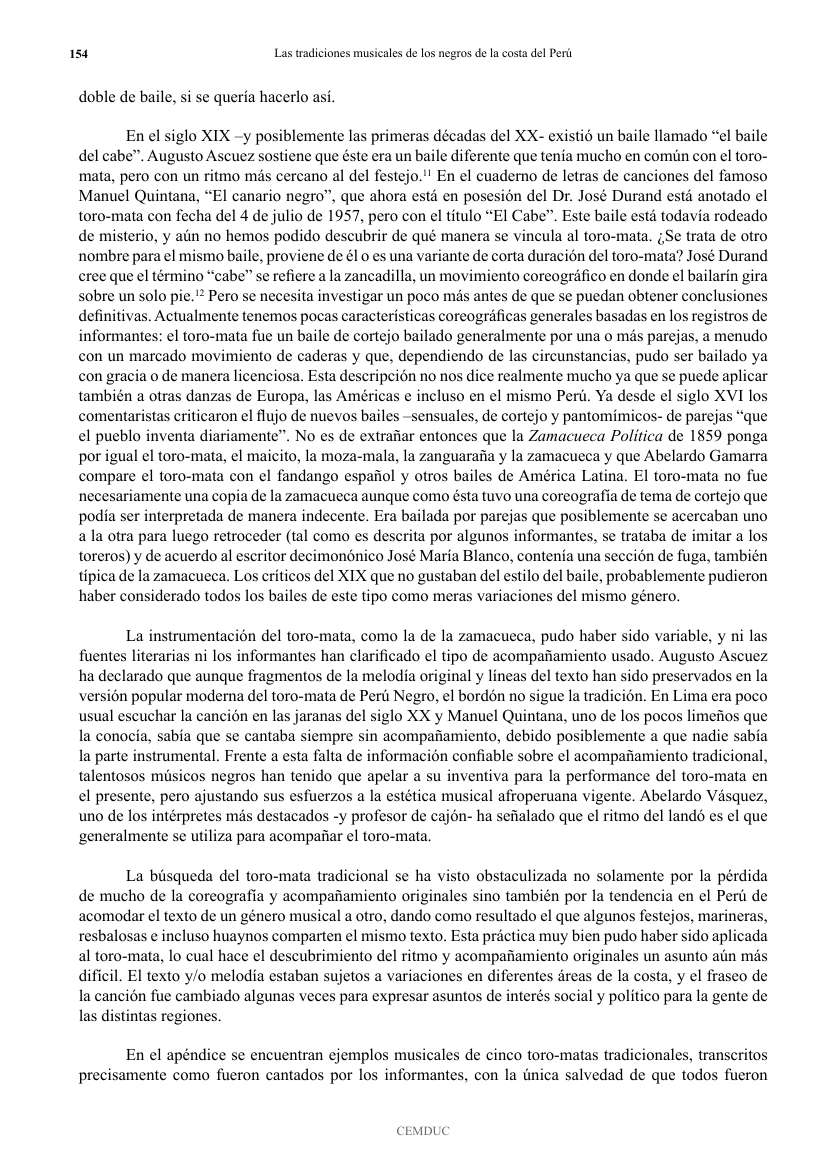 154
Las tradiciones musicales de los negros de la costa del Perú
doble de baile, si se quería hacerlo así.
En el siglo XIX –y posiblemente las primeras décadas del XX- existió un baile llamado “el baile
del cabe”. Augusto Ascuez sostiene que éste era un baile diferente que tenía mucho en común con el toro-
mata, pero con un ritmo más cercano al del festejo.11 En el cuaderno de letras de canciones del famoso
Manuel Quintana, “El canario negro”, que ahora está en posesión del Dr. José Durand está anotado el
toro-mata con fecha del 4 de julio de 1957, pero con el título “El Cabe”. Este baile está todavía rodeado
de misterio, y aún no hemos podido descubrir de qué manera se vincula al toro-mata. ¿Se trata de otro
nombre para el mismo baile, proviene de él o es una variante de corta duración del toro-mata? José Durand
cree que el término “cabe” se refiere a la zancadilla, un movimiento coreográfico en donde el bailarín gira
sobre un solo pie.12 Pero se necesita investigar un poco más antes de que se puedan obtener conclusiones
definitivas. Actualmente tenemos pocas características coreográficas generales basadas en los registros de
informantes: el toro-mata fue un baile de cortejo bailado generalmente por una o más parejas, a menudo
con un marcado movimiento de caderas y que, dependiendo de las circunstancias, pudo ser bailado ya
con gracia o de manera licenciosa. Esta descripción no nos dice realmente mucho ya que se puede aplicar
también a otras danzas de Europa, las Américas e incluso en el mismo Perú. Ya desde el siglo XVI los
comentaristas criticaron el flujo de nuevos bailes –sensuales, de cortejo y pantomímicos- de parejas “que
el pueblo inventa diariamente”. No es de extrañar entonces que la Zamacueca Política de 1859 ponga
por igual el toro-mata, el maicito, la moza-mala, la zanguaraña y la zamacueca y que Abelardo Gamarra
compare el toro-mata con el fandango español y otros bailes de América Latina. El toro-mata no fue
necesariamente una copia de la zamacueca aunque como ésta tuvo una coreografía de tema de cortejo que
podía ser interpretada de manera indecente. Era bailada por parejas que posiblemente se acercaban uno
a la otra para luego retroceder (tal como es descrita por algunos informantes, se trataba de imitar a los
toreros) y de acuerdo al escritor decimonónico José María Blanco, contenía una sección de fuga, también
típica de la zamacueca. Los críticos del XIX que no gustaban del estilo del baile, probablemente pudieron
haber considerado todos los bailes de este tipo como meras variaciones del mismo género.
La instrumentación del toro-mata, como la de la zamacueca, pudo haber sido variable, y ni las
fuentes literarias ni los informantes han clarificado el tipo de acompañamiento usado. Augusto Ascuez
ha declarado que aunque fragmentos de la melodía original y líneas del texto han sido preservados en la
versión popular moderna del toro-mata de Perú Negro, el bordón no sigue la tradición. En Lima era poco
usual escuchar la canción en las jaranas del siglo XX y Manuel Quintana, uno de los pocos limeños que
la conocía, sabía que se cantaba siempre sin acompañamiento, debido posiblemente a que nadie sabía
la parte instrumental. Frente a esta falta de información confiable sobre el acompañamiento tradicional,
talentosos músicos negros han tenido que apelar a su inventiva para la performance del toro-mata en
el presente, pero ajustando sus esfuerzos a la estética musical afroperuana vigente. Abelardo Vásquez,
uno de los intérpretes más destacados -y profesor de cajón- ha señalado que el ritmo del landó es el que
generalmente se utiliza para acompañar el toro-mata.
La búsqueda del toro-mata tradicional se ha visto obstaculizada no solamente por la pérdida
de mucho de la coreografía y acompañamiento originales sino también por la tendencia en el Perú de
acomodar el texto de un género musical a otro, dando como resultado el que algunos festejos, marineras,
resbalosas e incluso huaynos comparten el mismo texto. Esta práctica muy bien pudo haber sido aplicada
al toro-mata, lo cual hace el descubrimiento del ritmo y acompañamiento originales un asunto aún más
difícil. El texto y/o melodía estaban sujetos a variaciones en diferentes áreas de la costa, y el fraseo de
la canción fue cambiado algunas veces para expresar asuntos de interés social y político para la gente de
las distintas regiones.
En el apéndice se encuentran ejemplos musicales de cinco toro-matas tradicionales, transcritos
precisamente como fueron cantados por los informantes, con la única salvedad de que todos fueron
CEMDUC